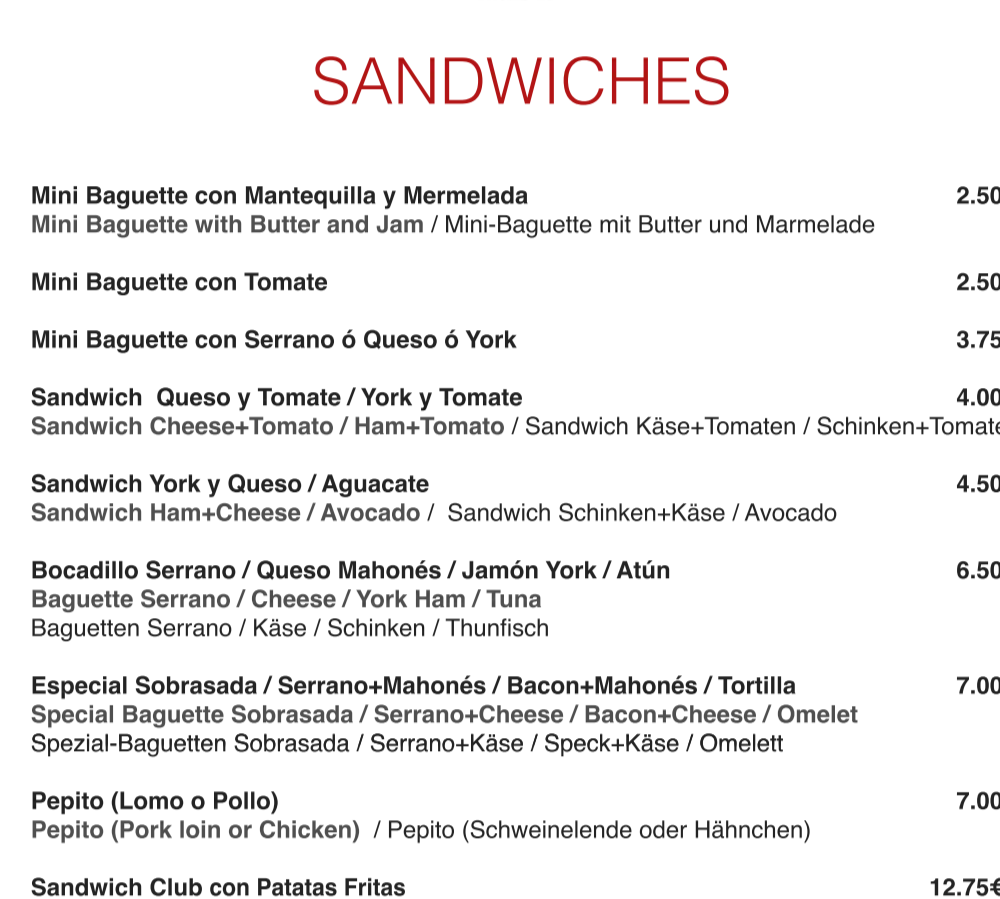 SANDWICHES
Mini Baguette con Mantequilla y Mermelada 2.50
Mini Baguette with Butter and Jam / Mini-Baguette mit Butter und Marmelade
Mini Baguette con Tomate 2.50
Mini Baguette con Serrano ó Queso ó York 3.75
Sandwich  Queso y Tomate / York y Tomate 4.00
Sandwich Cheese+Tomato / Ham+Tomato / Sandwich Käse+Tomaten / Schinken+Tomate
Sandwich York y Queso / Aguacate 4.50
Sandwich Ham+Cheese / Avocado /  Sandwich Schinken+Käse / Avocado
Bocadillo Serrano / Queso Mahonés / Jamón York / Atún 6.50
Baguette Serrano / Cheese / York Ham / Tuna
Baguetten Serrano / Käse / Schinken / Thunfisch
Especial Sobrasada / Serrano+Mahonés / Bacon+Mahonés / Tortilla 7.00
Special Baguette Sobrasada / Serrano+Cheese / Bacon+Cheese / Omelet
Spezial-Baguetten Sobrasada / Serrano+Käse / Speck+Käse / Omelett
Pepito (Lomo o Pollo) 7.00
Pepito (Pork loin or Chicken)  / Pepito (Schweinelende oder Hähnchen)
Sandwich Club con Patatas Fritas 12.75€